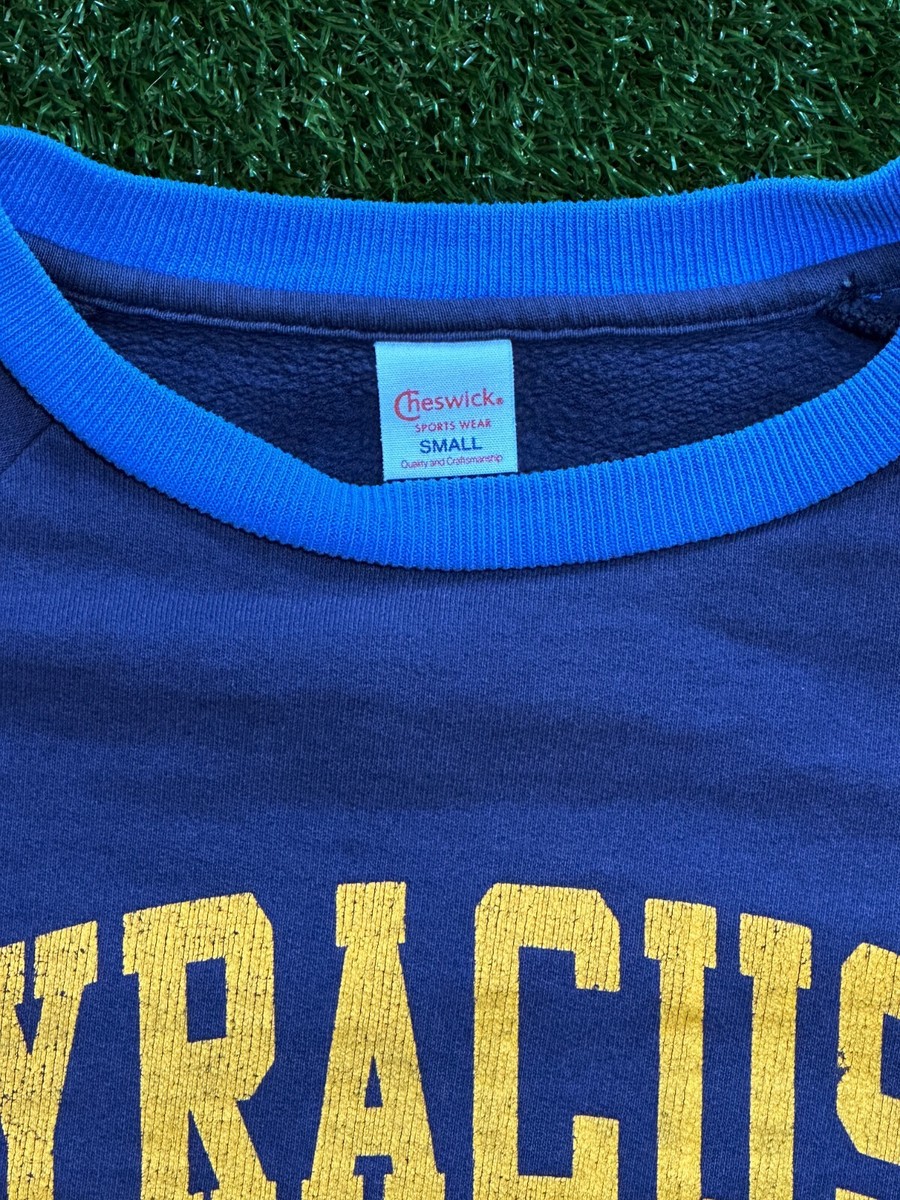 Cheswick®
SPORTS WEAR
SMALL
Quality and Craftsmanship
YRACUS